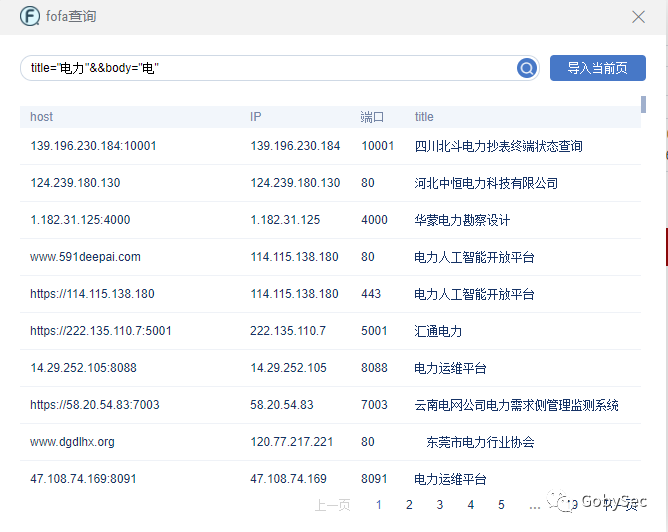 fofa查询
title="电力"&&body="电" 导入当前页
host IP 端口 title
139.196.230.184:10001 139.196.230.184 10001 四川北斗电力抄表终端状态查询
124.239.180.130 124.239.180.130 80 河北中恒电力科技有限公司
1.182.31.125:4000 1.182.31.125 4000 华蒙电力勘察设计
www.591deepai.com 114.115.138.180 80 电力人工智能开放平台
https://114.115.138.180 114.115.138.180 443 电力人工智能开放平台
https://222.135.110.7:5001 222.135.110.7 5001 汇通电力
14.29.252.105:8088 14.29.252.105 8088 电力运维平台
https://58.20.54.83:7003 58.20.54.83 7003 云南电网公司电力需求侧管理监测系统
www.dgdlhx.org 120.77.217.221 80 东莞市电力行业协会
47.108.74.169:8091 47.108.74.169 8091 电力运维平台
上一页 1 2 3 4 5 ... 9 下一页
GobySec